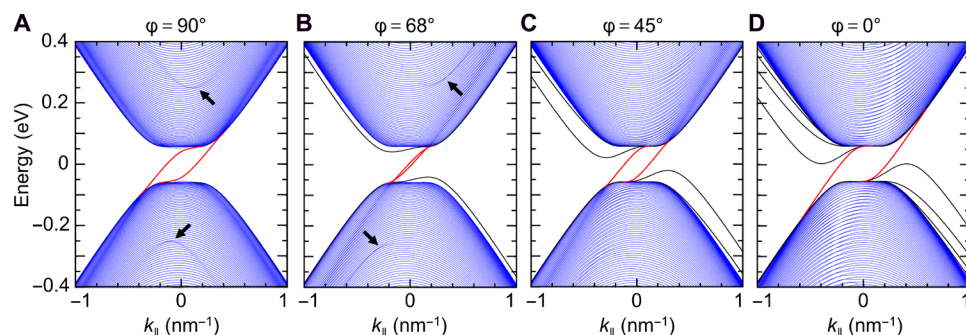 A φ = 90° B φ = 68° C φ = 45° D φ = 0°
0.4
0.2
0
−0.2
−0.4
Energy (eV)
−1 0 1 −1 0 1 −1 0 1 −1 0 1
k|| (nm⁻¹) k|| (nm⁻¹) k|| (nm⁻¹) k|| (nm⁻¹)